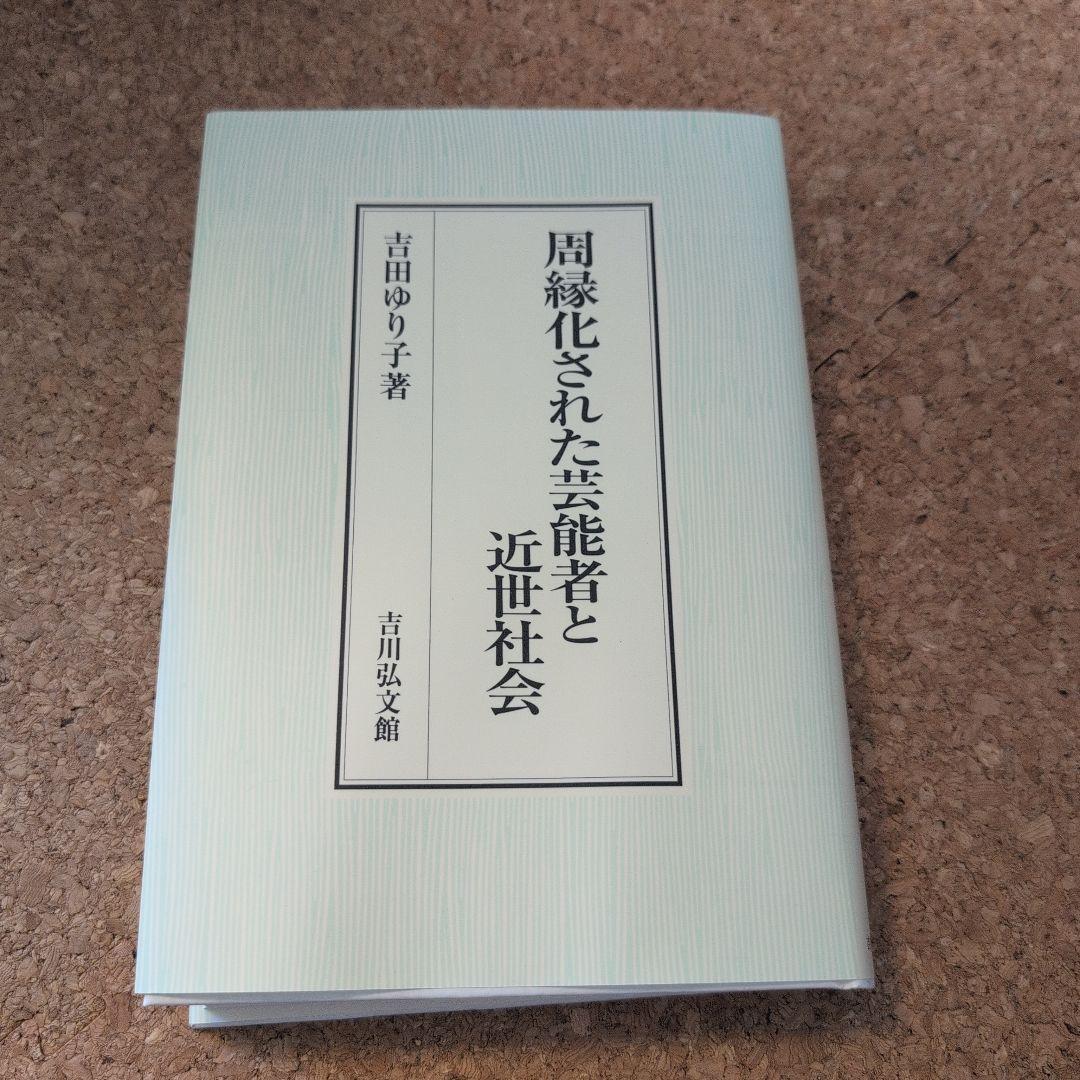 周縁化された芸能者と
近世社会
吉田ゆり子著
吉川弘文館